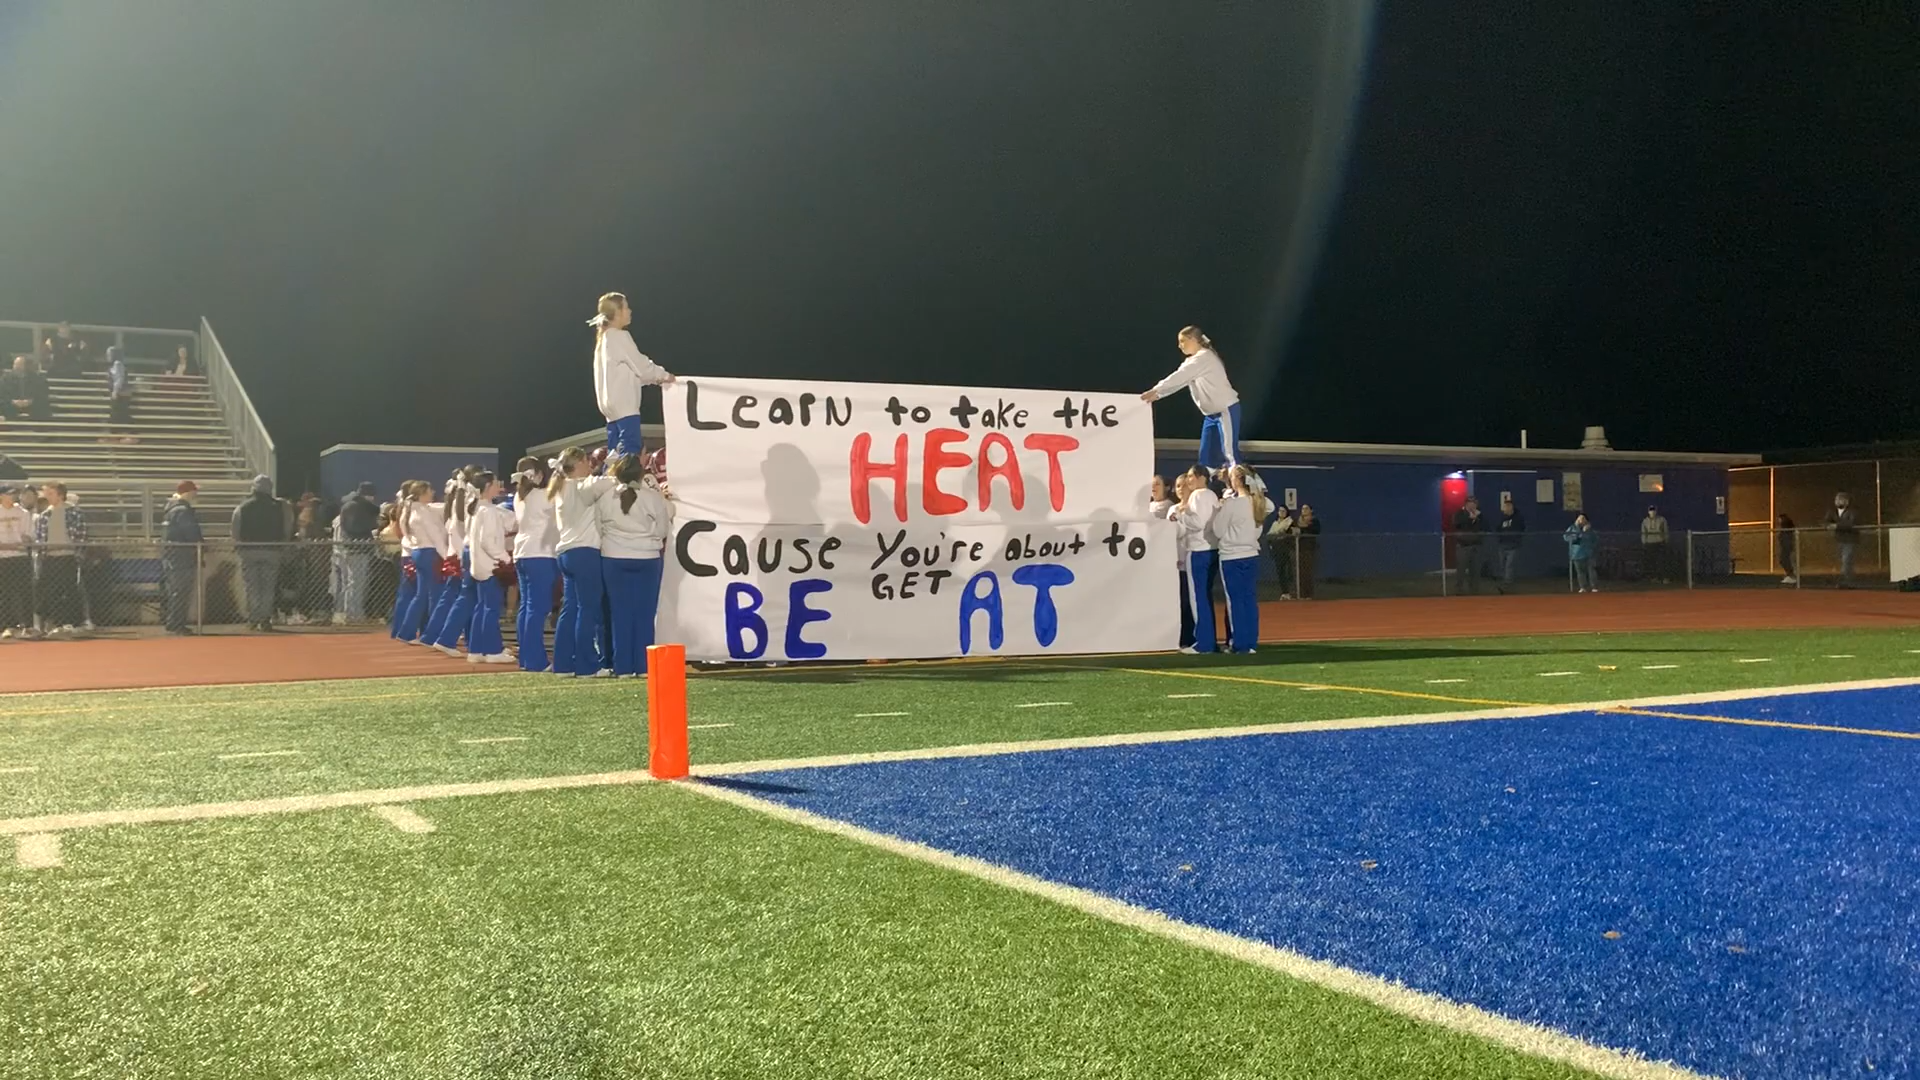 Learn to take the
HEAT
Cause You're about to
GET
BE AT